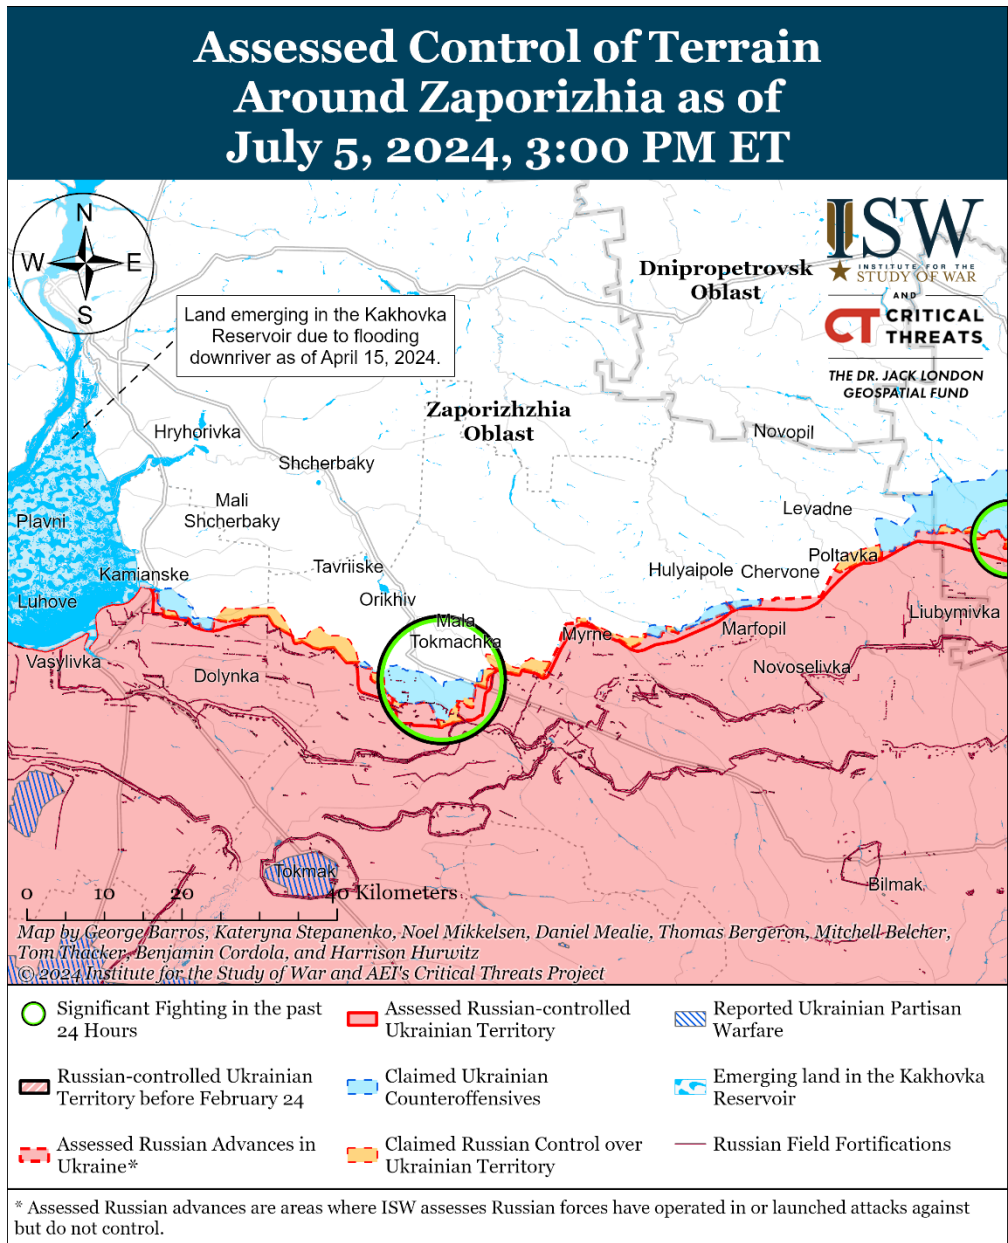 Assessed Control of Terrain
Around Zaporizhia as of
July 5, 2024, 3:00 PM ET
N
W E
S
ISW
INSTITUTE FOR THE
STUDY OF WAR
AND
CT CRITICAL
THREATS
THE DR. JACK LONDON
GEOSPATIAL FUND
Dnipropetrovsk
Oblast
Land emerging in the Kakhovka
Reservoir due to flooding
downriver as of April 15, 2024.
Zaporizhzhia
Oblast
Hryhorivka
Novopil
Shcherbaky
Mali
Shcherbaky
Levadne
Plavni
Poltavka
Kamianske
Tavriiske
Hulyaipole
Chervone
Luhove
Orikhiv
Mala
Tokmachka
Myrne
Marfopil
Liubymivka
Vasylivka
Dolynka
Novoselivka
Tokmak
Bilmak
0 10 20 40 Kilometers
Map by George Barros, Kateryna Stepanenko, Noel Mikkelsen, Daniel Mealie, Thomas Bergeron, Mitchell Belcher,
Tom Thacker, Benjamin Cordola, and Harrison Hurwitz
© 2024 Institute for the Study of War and AEI's Critical Threats Project
Significant Fighting in the past
24 Hours
Assessed Russian-controlled
Ukrainian Territory
Reported Ukrainian Partisan
Warfare
Russian-controlled Ukrainian
Territory before February 24
Claimed Ukrainian
Counteroffensives
Emerging land in the Kakhovka
Reservoir
Assessed Russian Advances in
Ukraine*
Claimed Russian Control over
Ukrainian Territory
Russian Field Fortifications
* Assessed Russian advances are areas where ISW assesses Russian forces have operated in or launched attacks against
but do not control.